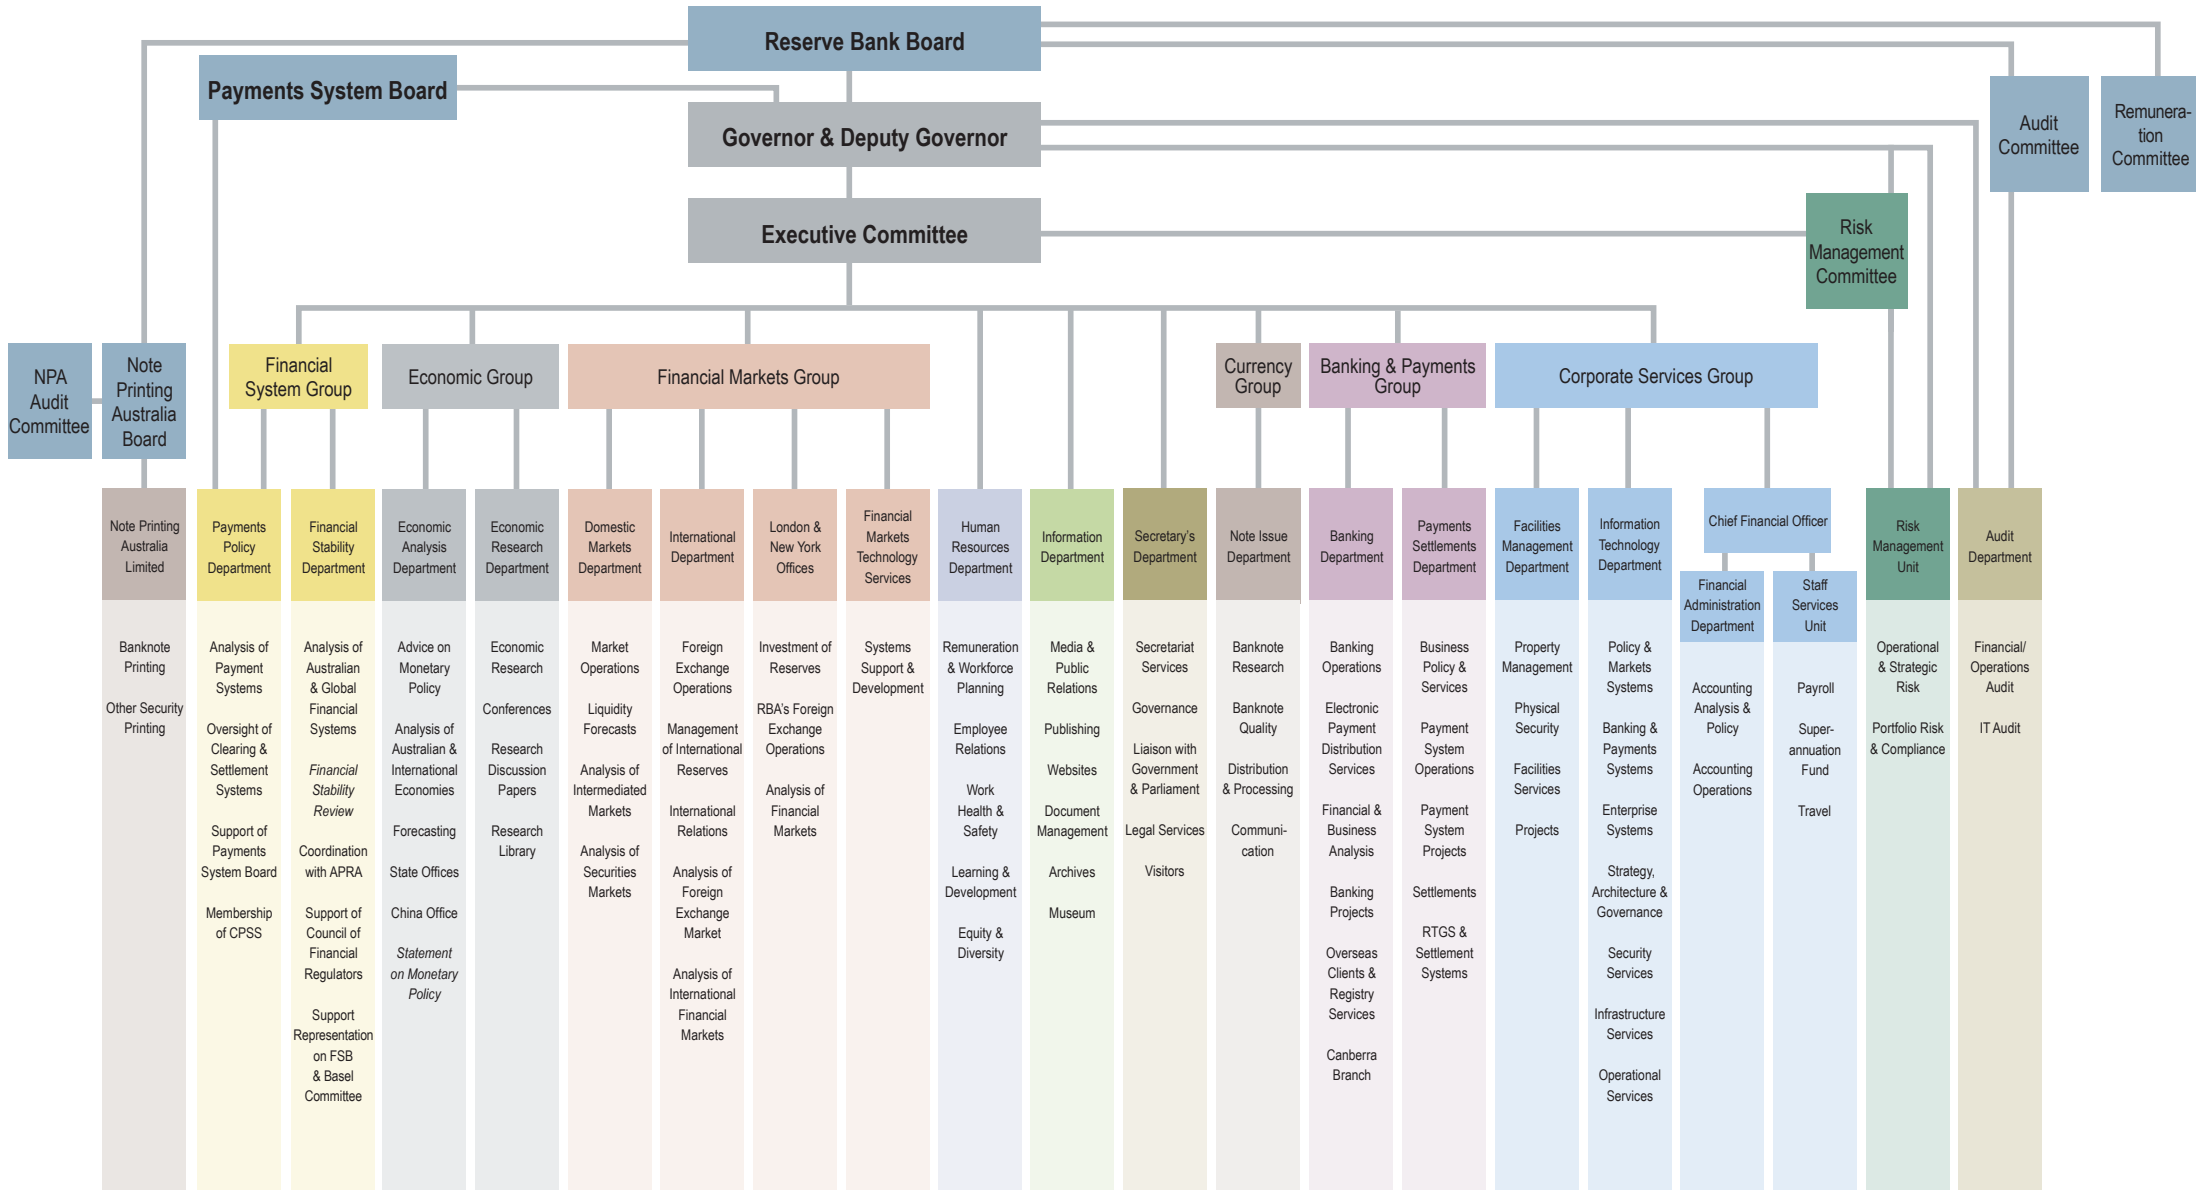 Reserve Bank Board
Payments System Board
Governor & Deputy Governor
Audit
Committee
Remunera-
tion
Committee
Executive Committee
Risk
Management
Committee
NPA
Audit
Committee
Note
Printing
Australia
Board
Financial
System Group
Economic Group
Financial Markets Group
Currency
Group
Banking & Payments
Group
Corporate Services Group
Note Printing
Australia
Limited
Banknote
Printing
Other Security
Printing
Payments
Policy
Department
Analysis of
Payment
Systems
Oversight of
Clearing &
Settlement
Systems
Support of
Payments
System Board
Membership
of CPSS
Financial
Stability
Department
Analysis of
Australian
& Global
Financial
Systems
Financial
Stability
Review
Coordination
with APRA
Support of
Council of
Financial
Regulators
Support
Representation
on FSB
& Basel
Committee
Economic
Analysis
Department
Advice on
Monetary
Policy
Analysis of
Australian &
International
Economies
Forecasting
State Offices
China Office
Statement
on Monetary
Policy
Economic
Research
Department
Economic
Research
Conferences
Research
Discussion
Papers
Research
Library
Domestic
Markets
Department
Market
Operations
Liquidity
Forecasts
Analysis of
Intermediated
Markets
Analysis of
Securities
Markets
International
Department
Foreign
Exchange
Operations
Management
of International
Reserves
International
Relations
Analysis of
Foreign
Exchange
Market
Analysis of
International
Financial
Markets
London &
New York
Offices
Investment of
Reserves
RBA's Foreign
Exchange
Operations
Analysis of
Financial
Markets
Financial
Markets
Technology
Services
Systems
Support &
Development
Human
Resources
Department
Remuneration
& Workforce
Planning
Employee
Relations
Work
Health &
Safety
Learning &
Development
Equity &
Diversity
Information
Department
Media &
Public
Relations
Publishing
Websites
Document
Management
Archives
Museum
Secretary's
Department
Secretariat
Services
Governance
Liaison with
Government
& Parliament
Legal Services
Visitors
Note Issue
Department
Banknote
Research
Banknote
Quality
Distribution
& Processing
Communi-
cation
Banking
Department
Banking
Operations
Electronic
Payment
Distribution
Services
Financial &
Business
Analysis
Banking
Projects
Overseas
Clients &
Registry
Services
Canberra
Branch
Payments
Settlements
Department
Business
Policy &
Services
Payment
System
Operations
Payment
System
Projects
Settlements
RTGS &
Settlement
Systems
Facilities
Management
Department
Property
Management
Physical
Security
Facilities
Services
Projects
Information
Technology
Department
Policy &
Markets
Systems
Banking &
Payments
Systems
Enterprise
Systems
Strategy,
Architecture &
Governance
Security
Services
Infrastructure
Services
Operational
Services
Chief Financial Officer
Financial
Administration
Department
Accounting
Analysis &
Policy
Accounting
Operations
Staff
Services
Unit
Payroll
Super-
annuation
Fund
Travel
Risk
Management
Unit
Operational
& Strategic
Risk
Portfolio Risk
& Compliance
Audit
Department
Financial/
Operations
Audit
IT Audit